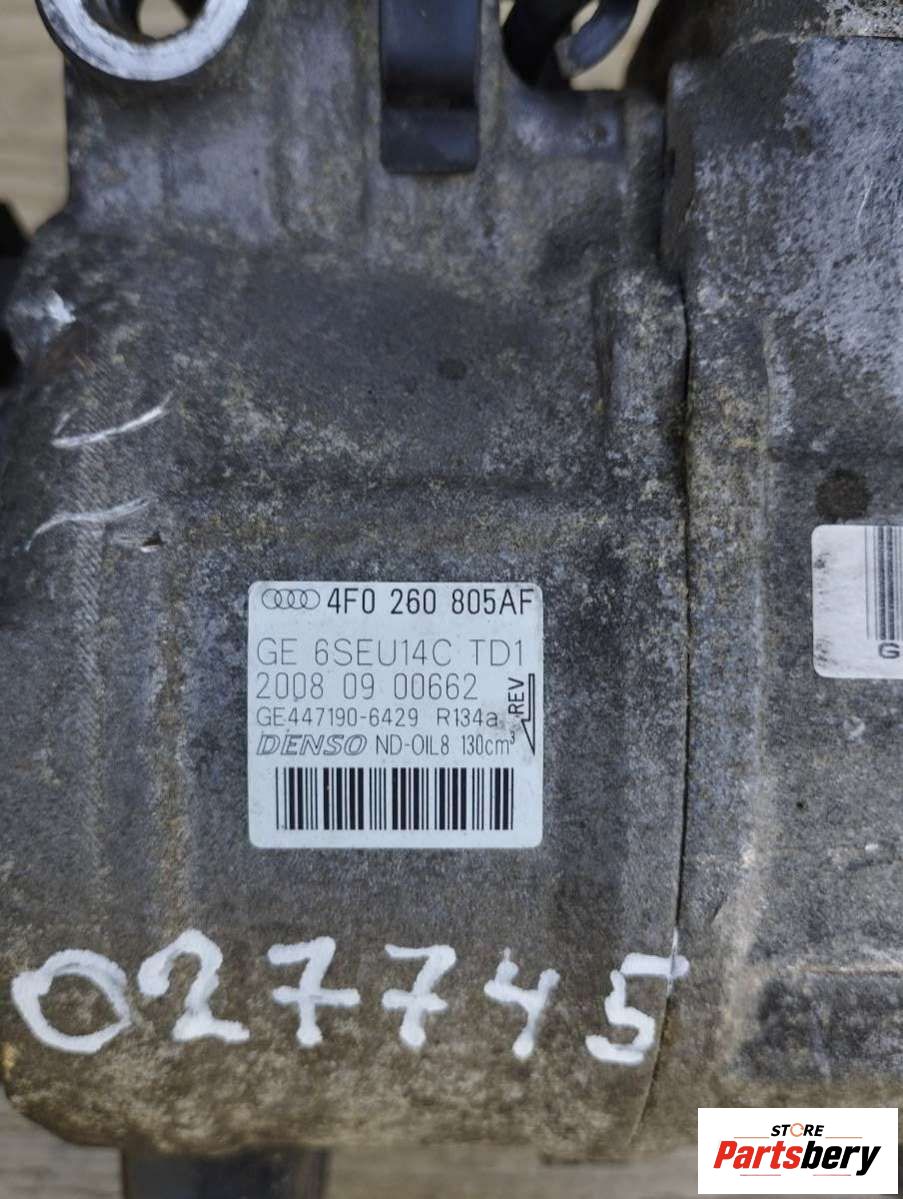 4F0 260 805AF
GE 6SEU14C TD1
2008 09 00662
GE447190-6429 R134a
REV
DENSO ND-OIL8 130cm³
G
027745
STORE
Partsbery